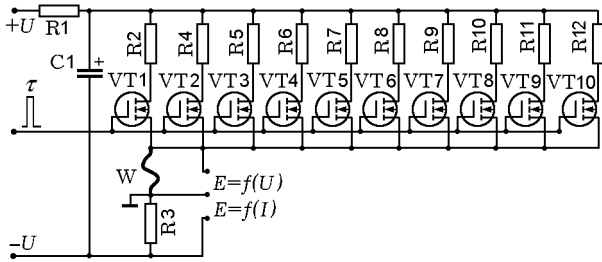 +U
R1
R2
R4
R5
R6
R7
R8
R9
R10
R11
R12
C1
+
τ
VT1
VT2
VT3
VT4
VT5
VT6
VT7
VT8
VT9
VT10
W
E=f(U)
E=f(I)
R3
−U